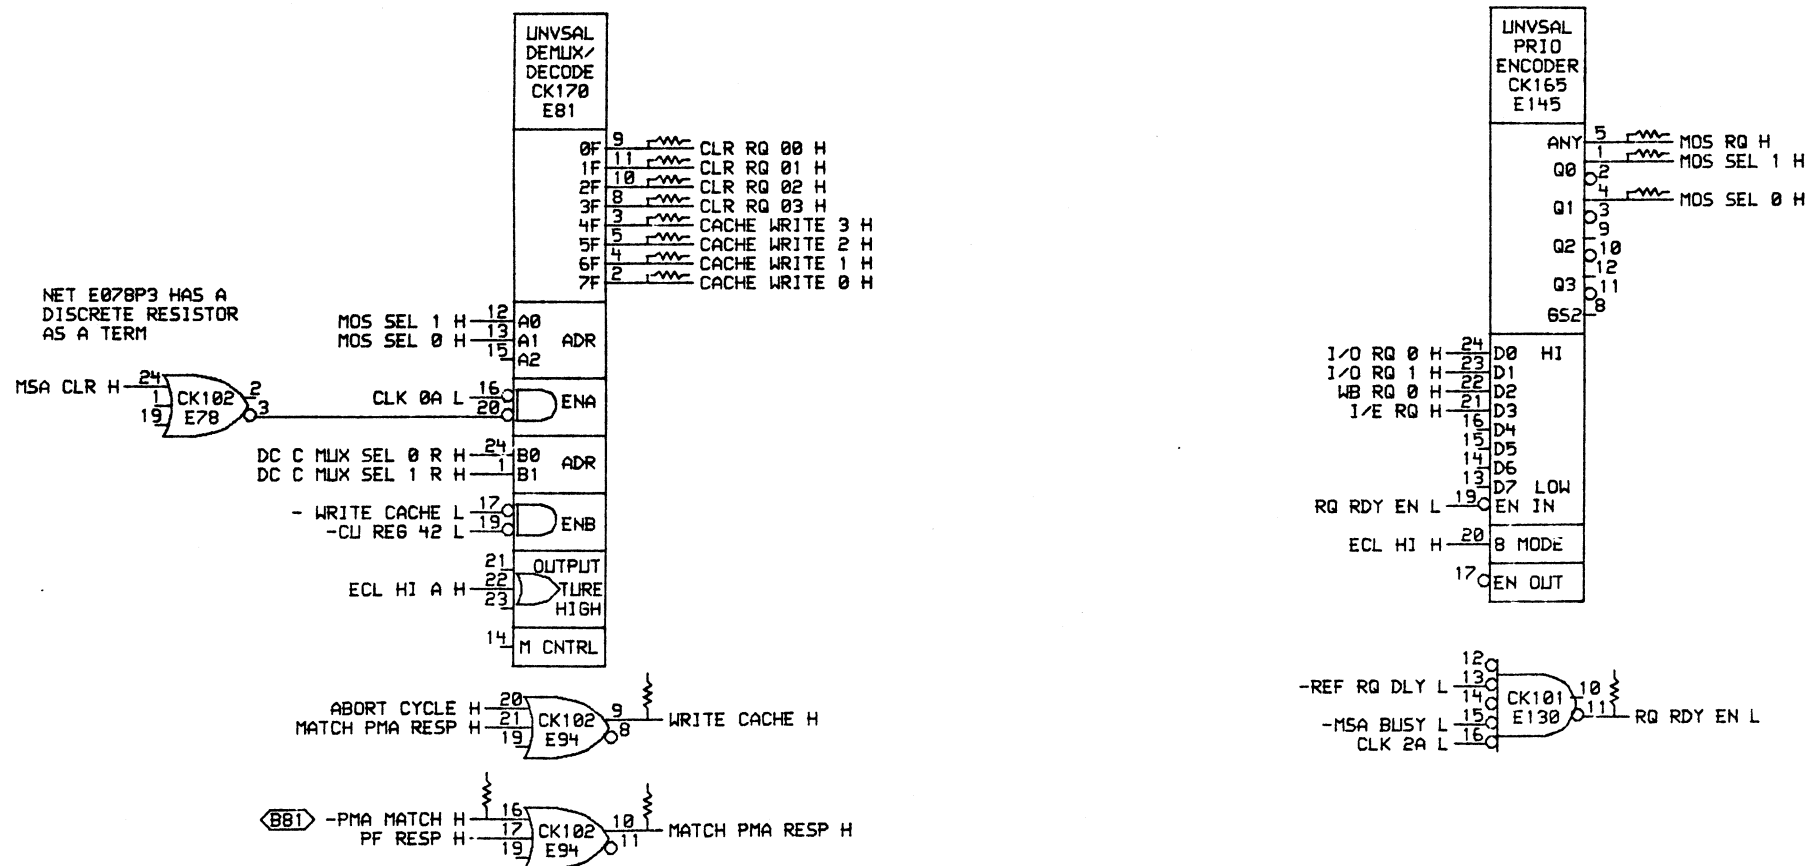 UNVSAL
DEMUX/
DECODE
CK170
E81
0F 9 CLR RQ 00 H
1F 11 CLR RQ 01 H
2F 10 CLR RQ 02 H
3F 8 CLR RQ 03 H
4F 3 CACHE WRITE 3 H
5F 5 CACHE WRITE 2 H
6F 4 CACHE WRITE 1 H
7F 2 CACHE WRITE 0 H
NET E078P3 HAS A
DISCRETE RESISTOR
AS A TERM
MOS SEL 1 H 12 A0
MOS SEL 0 H 13 A1 ADR
15 A2
MSA CLR H 24
1
19
CK102
E78
2
3
CLK 0A L 16
20
ENA
DC C MUX SEL 0 R H 24 B0
DC C MUX SEL 1 R H 1 B1
ADR
- WRITE CACHE L 17
-CU REG 42 L 19
ENB
21 OUTPUT
ECL HI A H 22 TURE
23 HIGH
14 M CNTRL
ABORT CYCLE H 20
MATCH PMA RESP H 21
19
CK102
E94
9 WRITE CACHE H
8
BB1 -PMA MATCH H 16
PF RESP H 17
19
CK102
E94
10 MATCH PMA RESP H
11
UNVSAL
PRIO
ENCODER
CK165
E145
ANY 5 MOS RQ H
Q0 1 MOS SEL 1 H
2
Q1 4 MOS SEL 0 H
3
Q2 9
10
Q3 12
11
GS2 8
I/O RQ 0 H 24 D0 HI
I/O RQ 1 H 23 D1
WB RQ 0 H 22 D2
I/E RQ H 21 D3
16 D4
15 D5
14 D6
13 D7 LOW
RQ RDY EN L 19 EN IN
ECL HI H 20 8 MODE
17 EN OUT
12
-REF RQ DLY L 13
14
-MSA BUSY L 15
CLK 2A L 16
CK101
E130
10
11 RQ RDY EN L